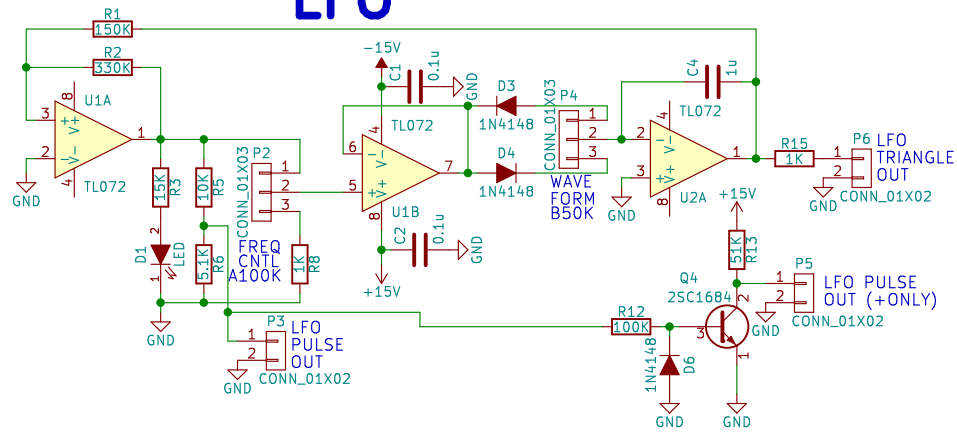 LFO
R1
150K
R2
330K
-15V
C1
0.1u
GND
D3
1N4148
P4
CONN_01X03
C4
1u
3
8
U1A
+
V+
1
2
-
V-
4
TL072
GND
15K
R3
10K
R5
P2
CONN_01X03
1
2
3
FREQ
CNTL
A100K
1K
R8
5.1K
R6
2
D1
LED
1
GND
4
TL072
6
-
V-
7
5
+
V+
8
U1B
C2
0.1u
GND
+15V
D4
1N4148
1
2
3
WAVE
FORM
B50K
4
TL072
2
-
V-
1
3
+
V+
8
U2A
GND
R15
1K
P6
1
2
LFO
TRIANGLE
OUT
GND
CONN_01X02
+15V
51K
R13
Q4
2SC1684
2
3
1
P5
1
2
LFO PULSE
OUT (+ONLY)
GND
CONN_01X02
P3
1
2
LFO
PULSE
OUT
GND
CONN_01X02
R12
100K
1N4148
D6
GND
GND